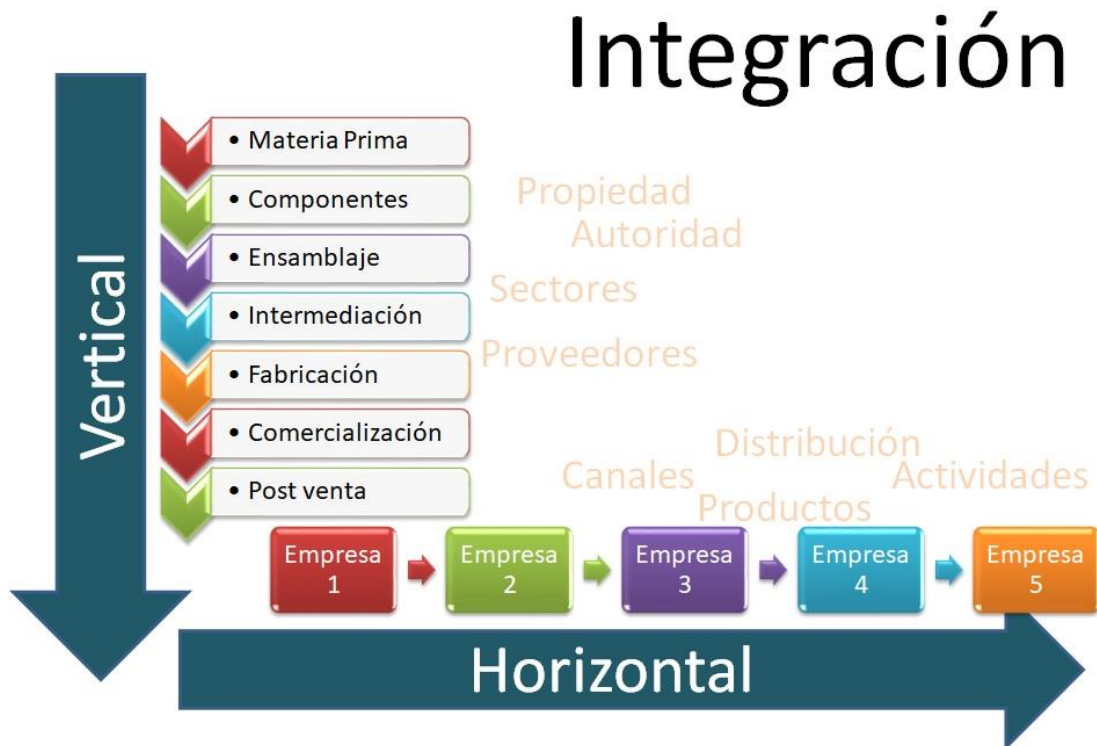 Integración
Vertical
• Materia Prima
• Componentes
• Ensamblaje
• Intermediación
• Fabricación
• Comercialización
• Post venta
Propiedad
Autoridad
Sectores
Proveedores
Distribución
Canales
Actividades
Productos
Empresa
1
Empresa
2
Empresa
3
Empresa
4
Empresa
5
Horizontal